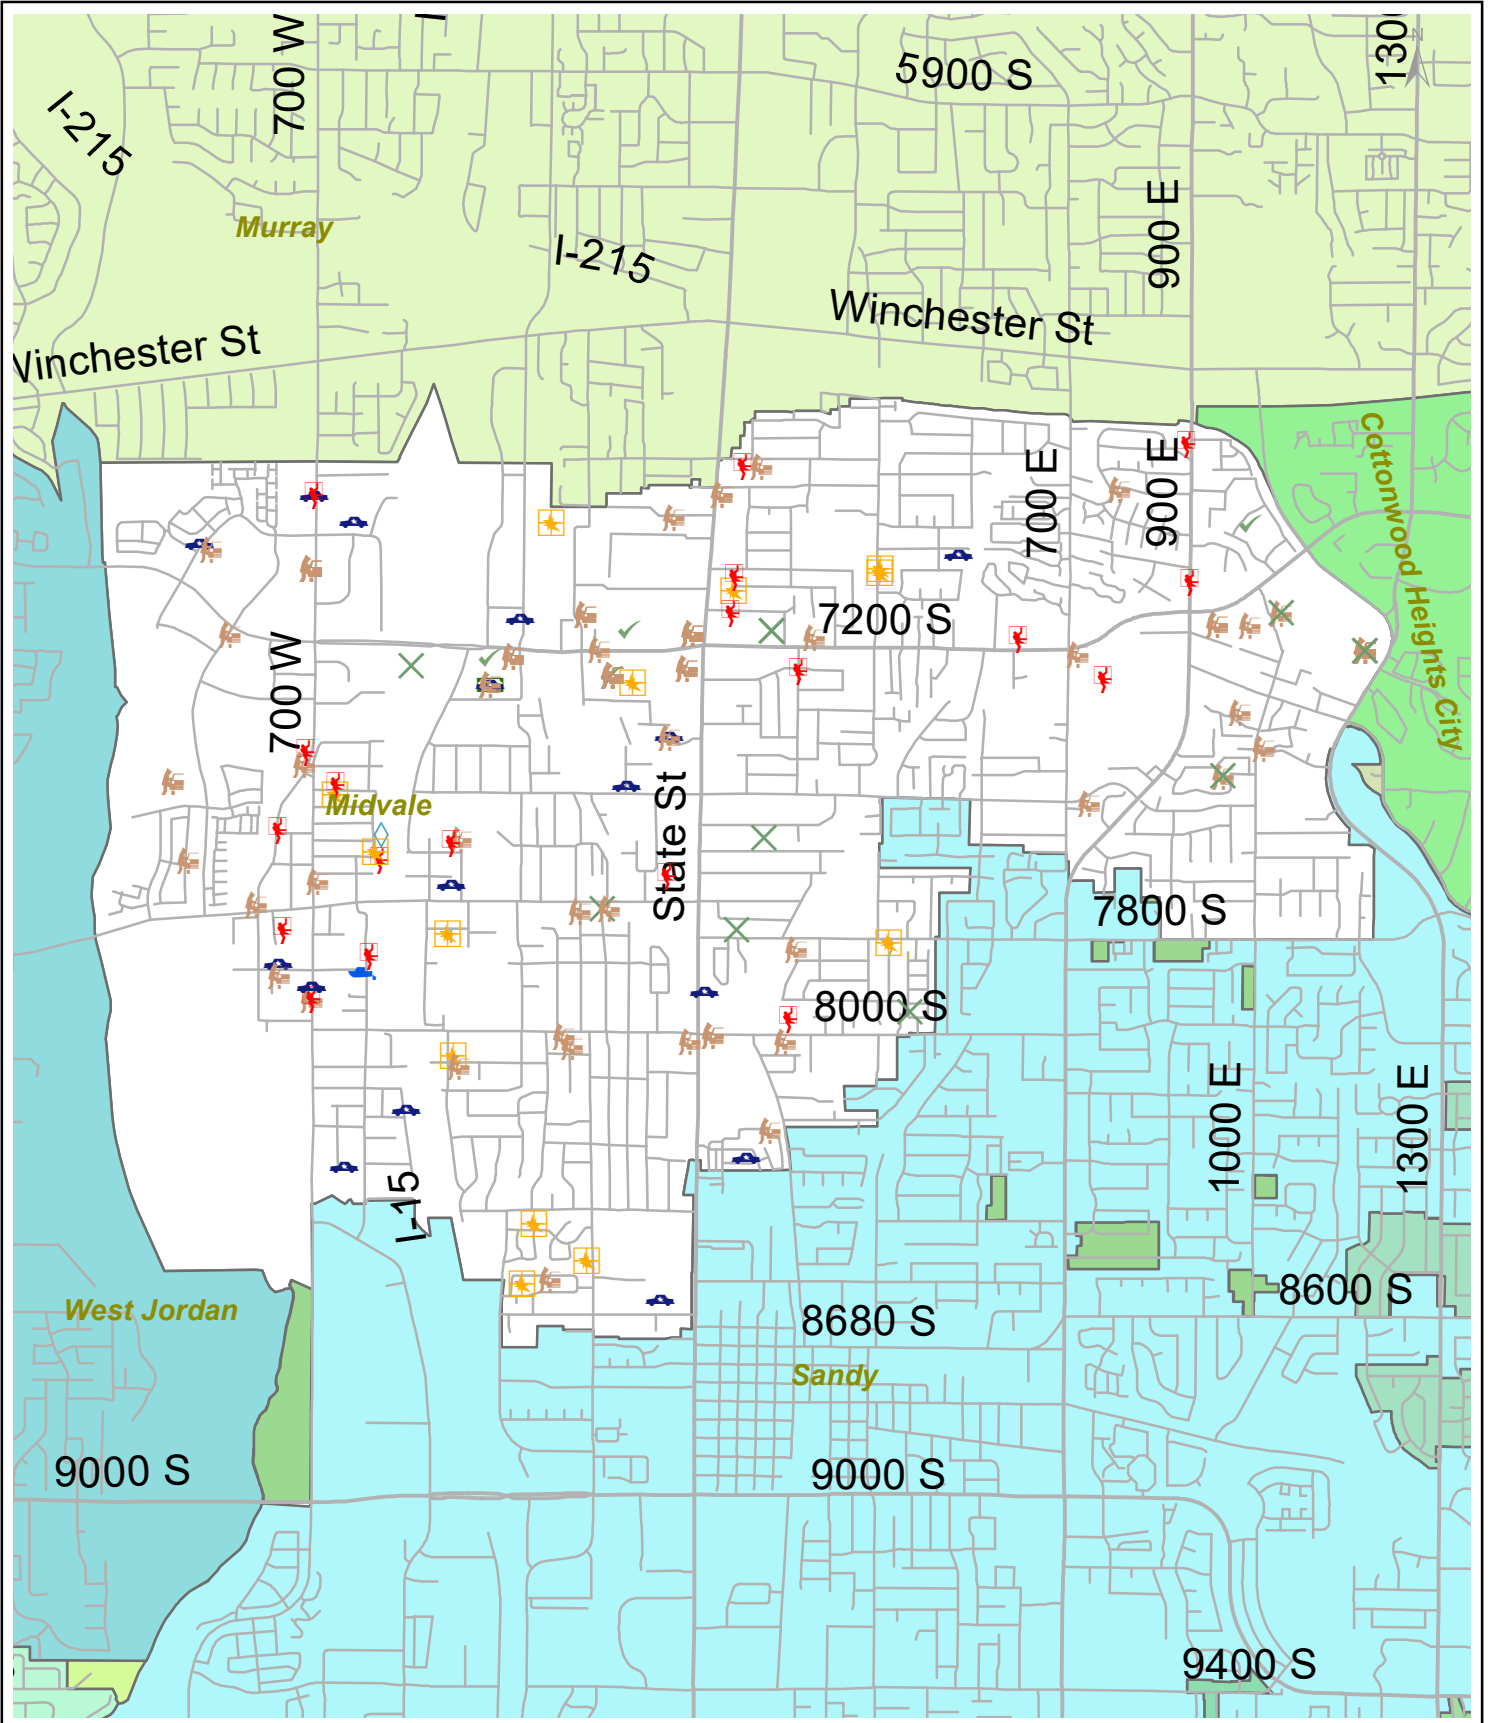 700 W
5900 S
1300
N
I-215
Murray
I-215
900 E
Winchester St
Winchester St
Cottonwood Heights City
700 E
900 E
7200 S
700 W
Midvale
State St
7800 S
8000 S
1000 E
1300 E
I-15
8600 S
West Jordan
8680 S
Sandy
9000 S
9000 S
9400 S